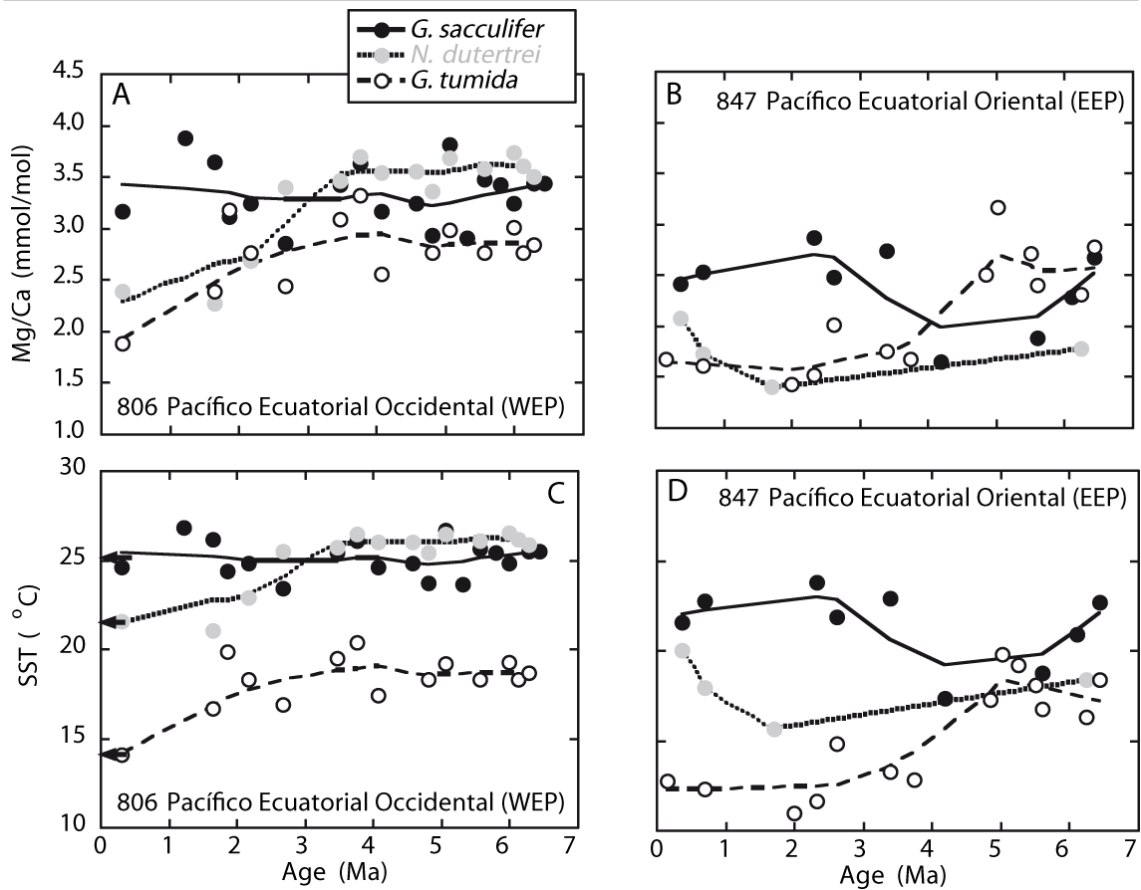 G. sacculifer
N. dutertrei
G. tumida
A
B
847 Pacífico Ecuatorial Oriental (EEP)
4.5
4.0
3.5
3.0
2.5
2.0
1.5
1.0
Mg/Ca (mmol/mol)
806 Pacífico Ecuatorial Occidental (WEP)
C
D
847 Pacífico Ecuatorial Oriental (EEP)
30
25
20
15
10
SST ( °C)
806 Pacífico Ecuatorial Occidental (WEP)
0 1 2 3 4 5 6 7
Age (Ma)
0 1 2 3 4 5 6 7
Age (Ma)